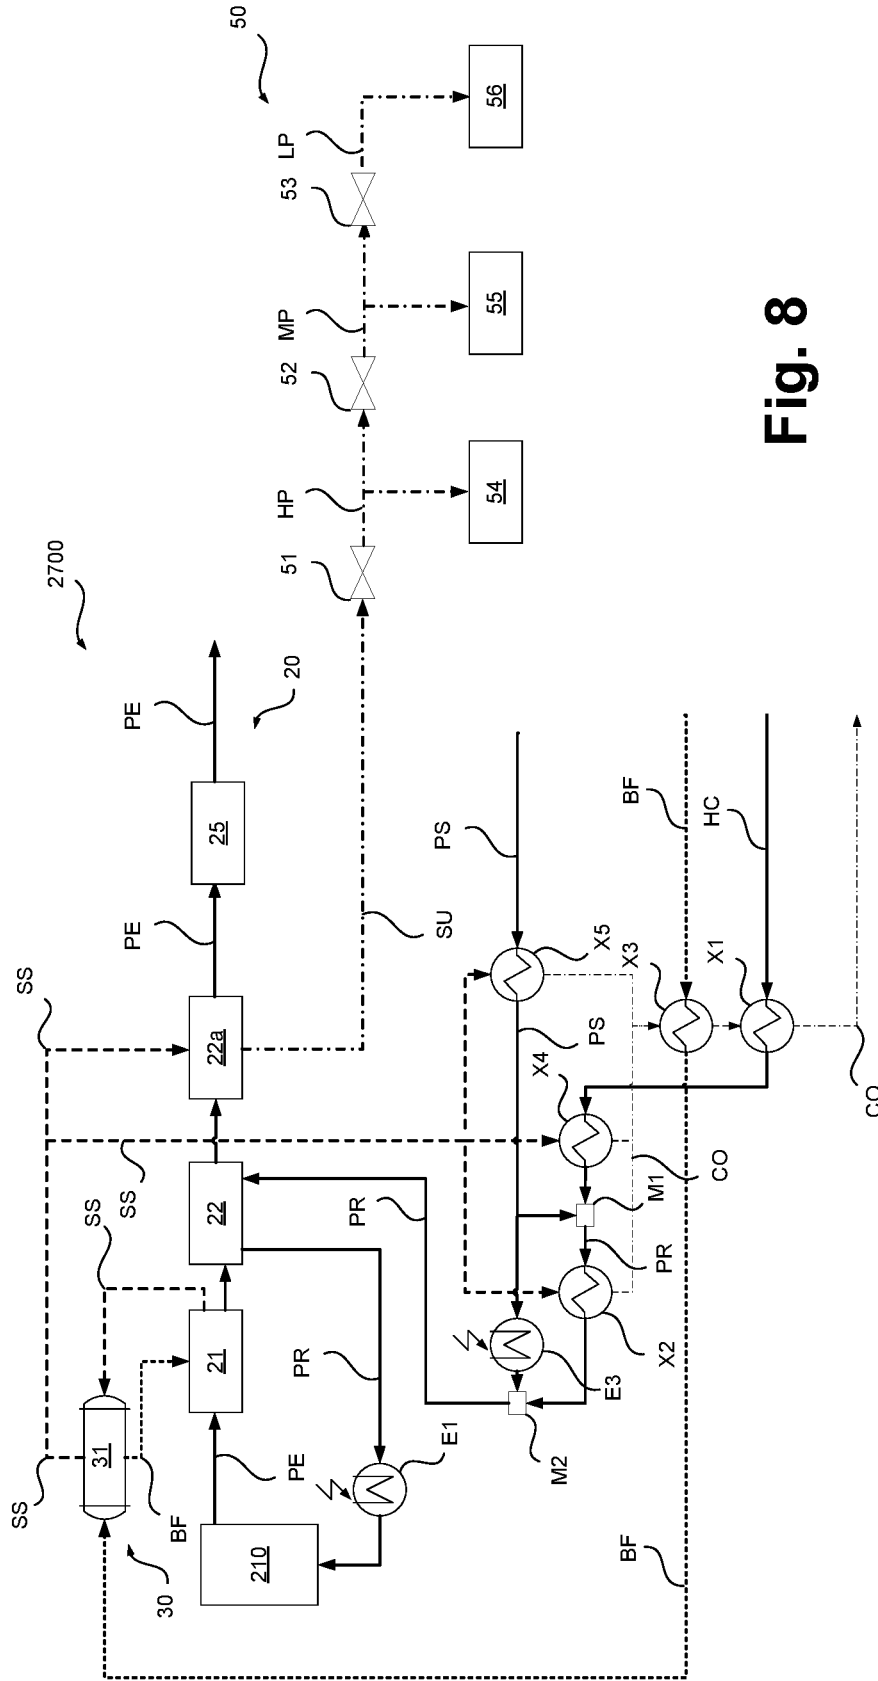 SS
SS
2700
SS
31
SS
PE
PE
30
BF
21
22
22a
25
50
210
PE
20
51
HP
52
MP
53
LP
PR
PR
E1
SU
PS
54
55
56
X4
M2
PS
X5
E3
BF
X3
BF
X2
PR
M1
CO
X1
HC
Fig. 8
CO